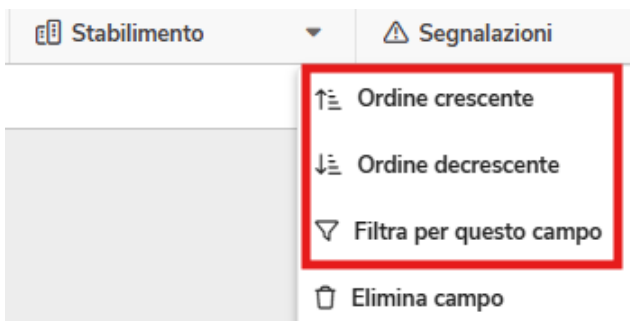 Stabilimento Segnalazioni
Ordine crescente
Ordine decrescente
Filtra per questo campo
Elimina campo